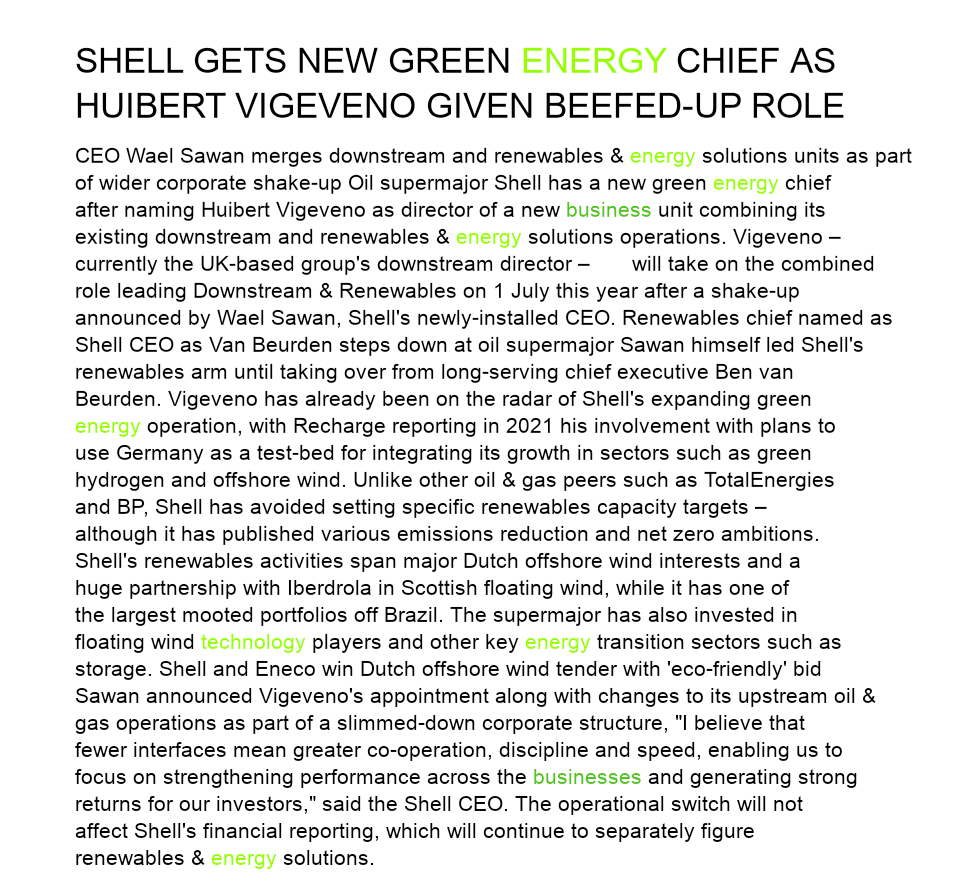 SHELL GETS NEW GREEN ENERGY CHIEF AS
HUIBERT VIGEVENO GIVEN BEEFED-UP ROLE
CEO Wael Sawan merges downstream and renewables & energy solutions units as part
of wider corporate shake-up Oil supermajor Shell has a new green energy chief
after naming Huibert Vigeveno as director of a new business unit combining its
existing downstream and renewables & energy solutions operations. Vigeveno –
currently the UK-based group's downstream director – will take on the combined
role leading Downstream & Renewables on 1 July this year after a shake-up
announced by Wael Sawan, Shell's newly-installed CEO. Renewables chief named as
Shell CEO as Van Beurden steps down at oil supermajor Sawan himself led Shell's
renewables arm until taking over from long-serving chief executive Ben van
Beurden. Vigeveno has already been on the radar of Shell's expanding green
energy operation, with Recharge reporting in 2021 his involvement with plans to
use Germany as a test-bed for integrating its growth in sectors such as green
hydrogen and offshore wind. Unlike other oil & gas peers such as TotalEnergies
and BP, Shell has avoided setting specific renewables capacity targets –
although it has published various emissions reduction and net zero ambitions.
Shell's renewables activities span major Dutch offshore wind interests and a
huge partnership with Iberdrola in Scottish floating wind, while it has one of
the largest mooted portfolios off Brazil. The supermajor has also invested in
floating wind technology players and other key energy transition sectors such as
storage. Shell and Eneco win Dutch offshore wind tender with 'eco-friendly' bid
Sawan announced Vigeveno's appointment along with changes to its upstream oil &
gas operations as part of a slimmed-down corporate structure, "I believe that
fewer interfaces mean greater co-operation, discipline and speed, enabling us to
focus on strengthening performance across the businesses and generating strong
returns for our investors," said the Shell CEO. The operational switch will not
affect Shell's financial reporting, which will continue to separately figure
renewables & energy solutions.